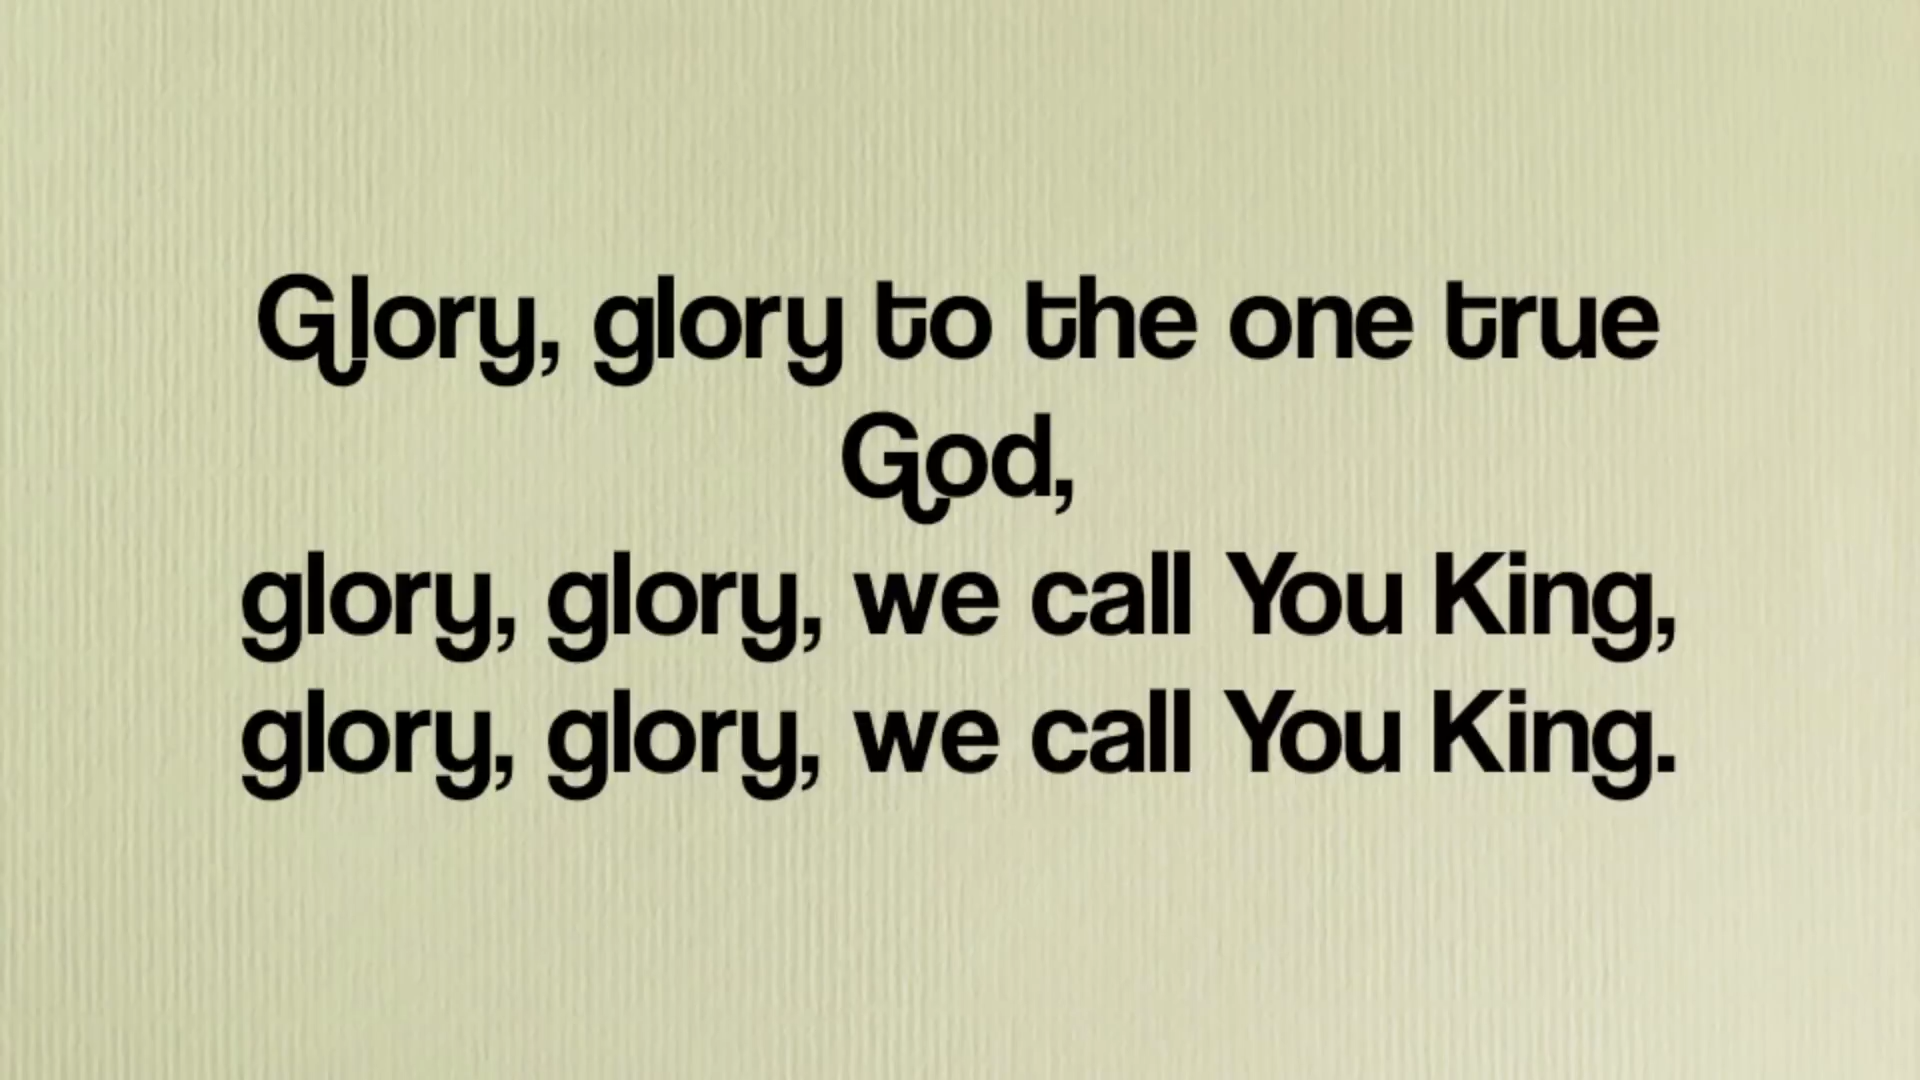 Glory, glory to the one true
God,
glory, glory, we call You King,
glory, glory, we call You King.